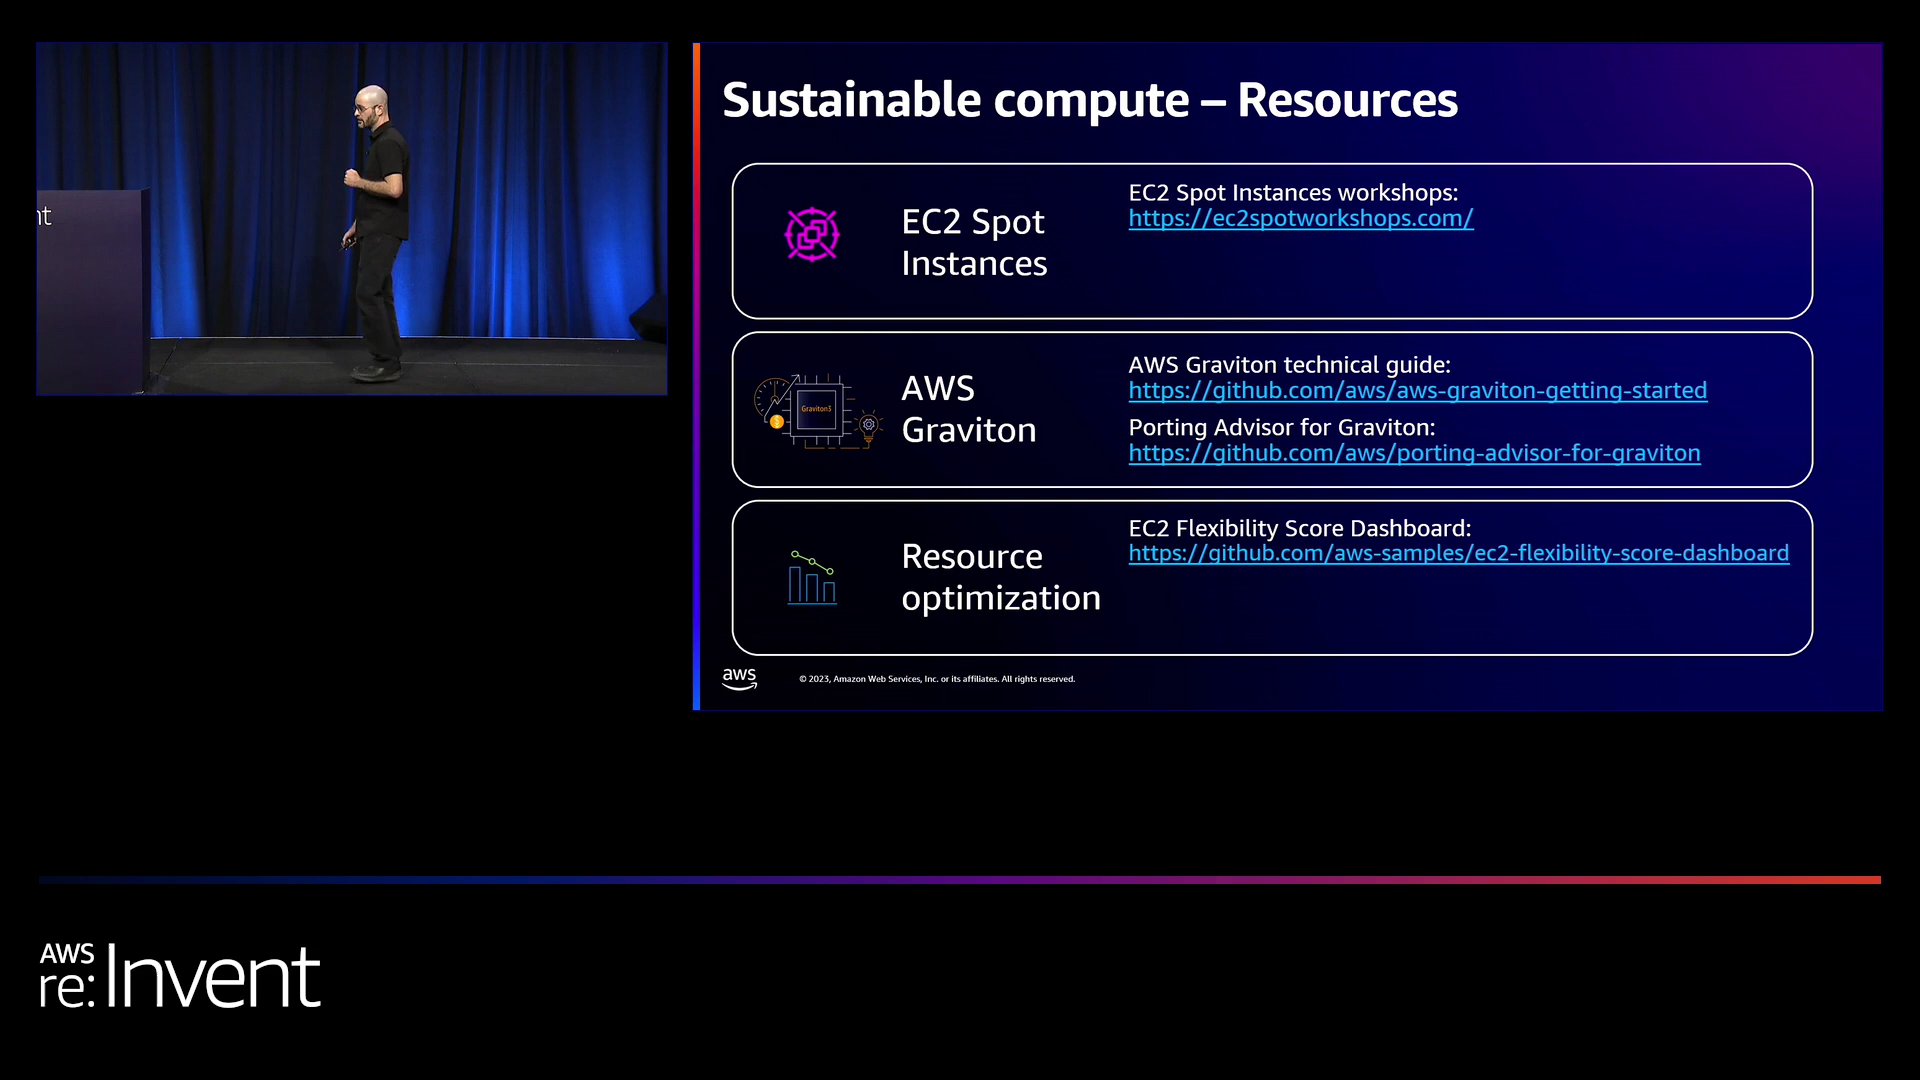 nt
Sustainable compute – Resources
EC2 Spot
Instances
EC2 Spot Instances workshops:
https://ec2spotworkshops.com/
Graviton3
AWS
Graviton
AWS Graviton technical guide:
https://github.com/aws/aws-graviton-getting-started
Porting Advisor for Graviton:
https://github.com/aws/porting-advisor-for-graviton
Resource
optimization
EC2 Flexibility Score Dashboard:
https://github.com/aws-samples/ec2-flexibility-score-dashboard
aws
© 2023, Amazon Web Services, Inc. or its affiliates. All rights reserved.
AWS
re:Invent